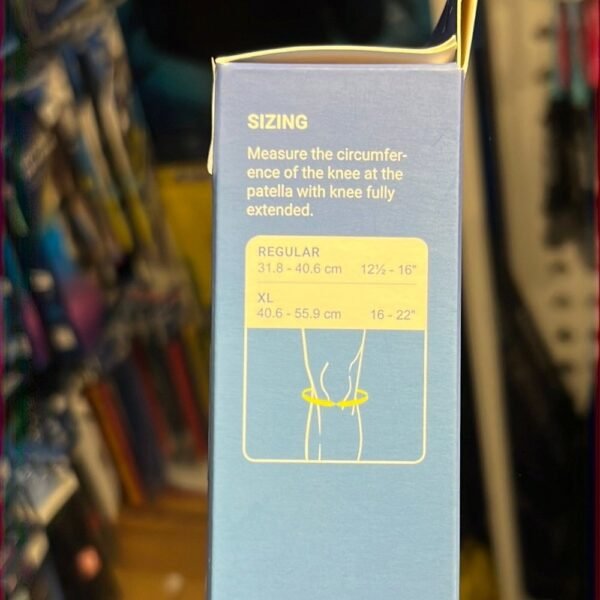 SIZING
Measure the circumfer-
ence of the knee at the
patella with knee fully
extended.
REGULAR
31.8 - 40.6 cm 12½ - 16"
XL
40.6 - 55.9 cm 16 - 22"